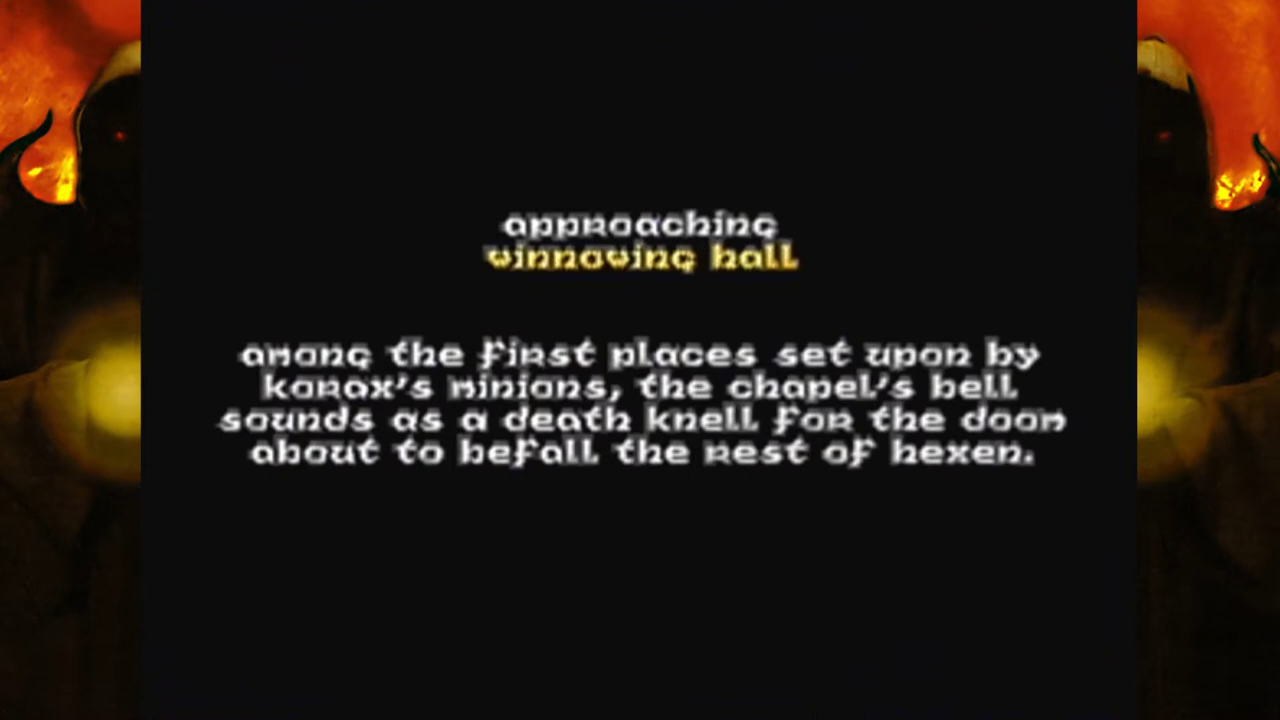 approaching
winnowing hall
among the first places set upon by
korax's minions, the chapel's bell
sounds as a death knell for the doom
about to befall the rest of hexen.